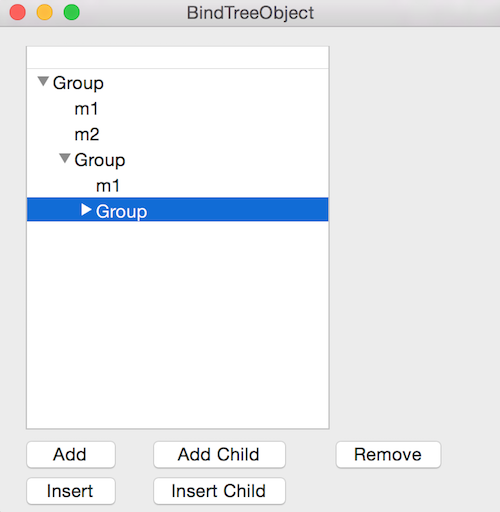 BindTreeObject
Group
m1
m2
Group
m1
Group
Add Add Child Remove
Insert Insert Child